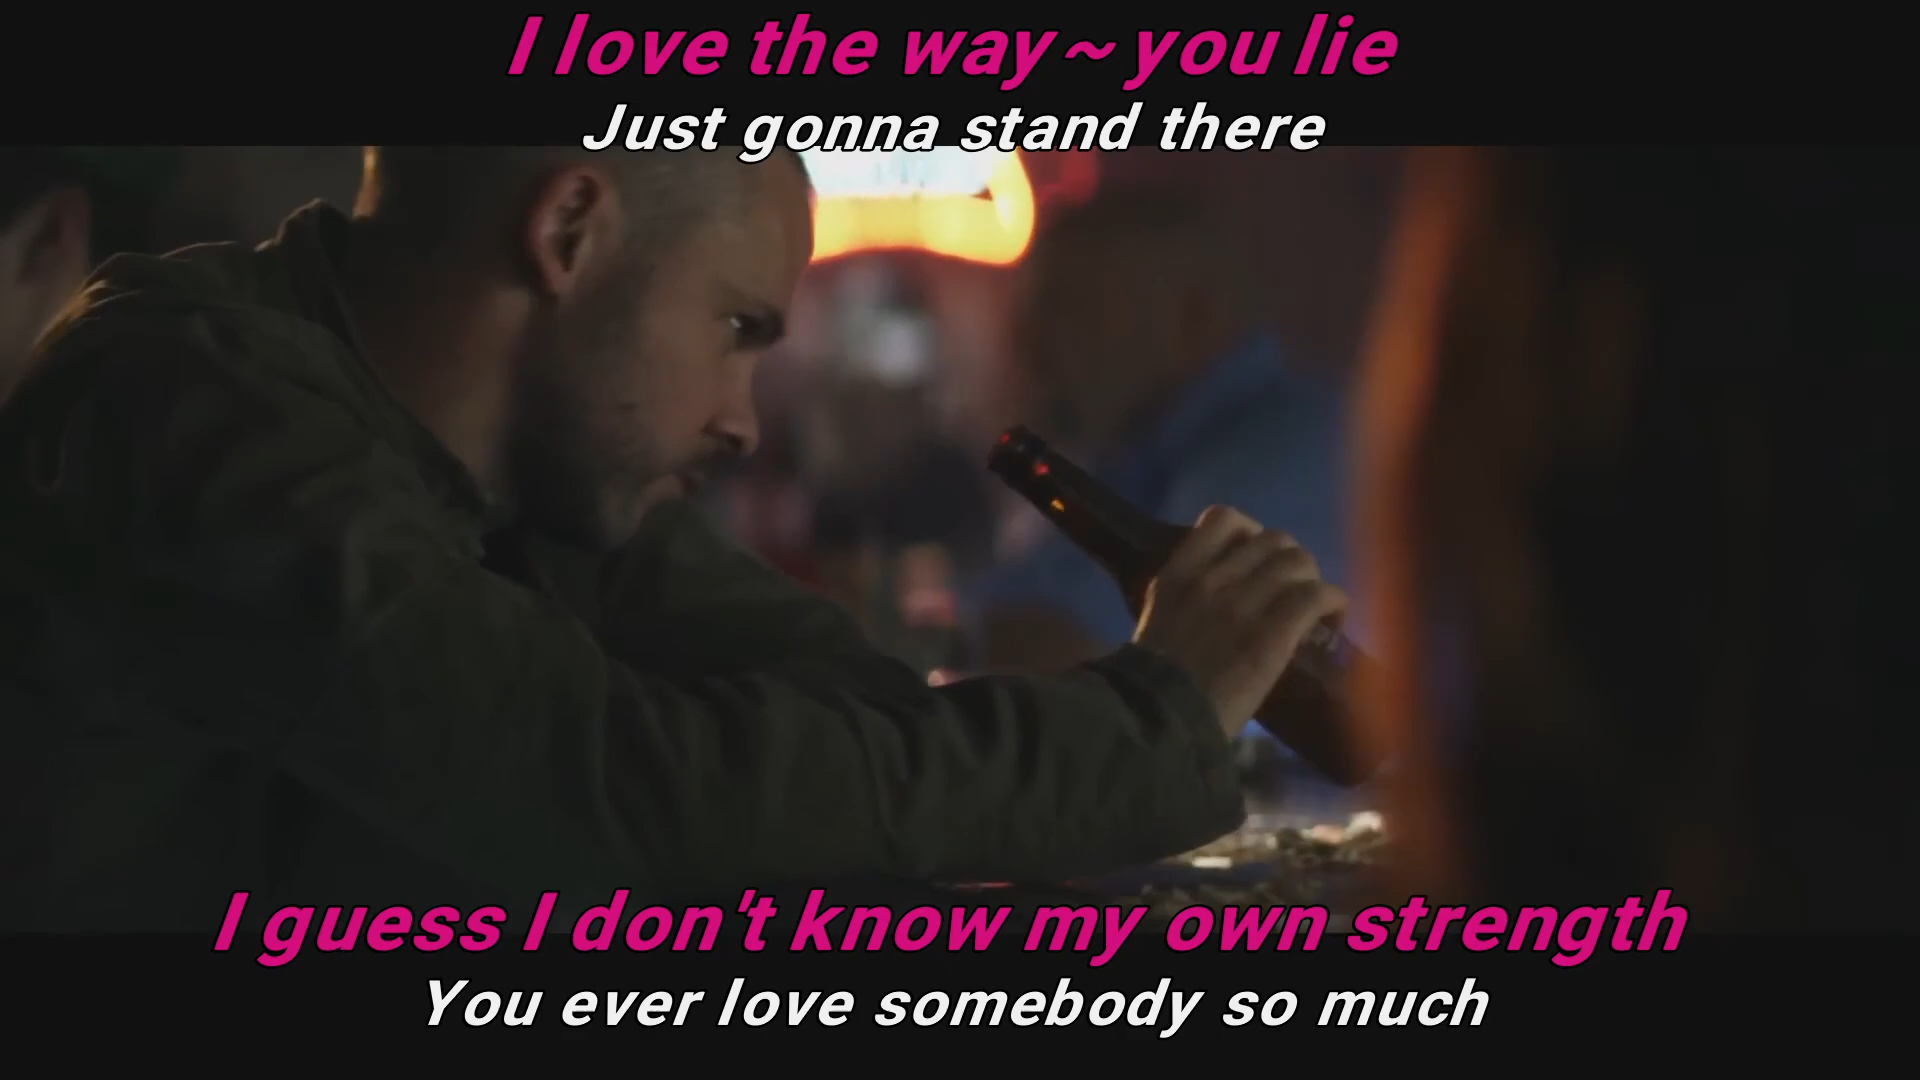 I love the way~you lie
Just gonna stand there
I guess I don't know my own strength
You ever love somebody so much